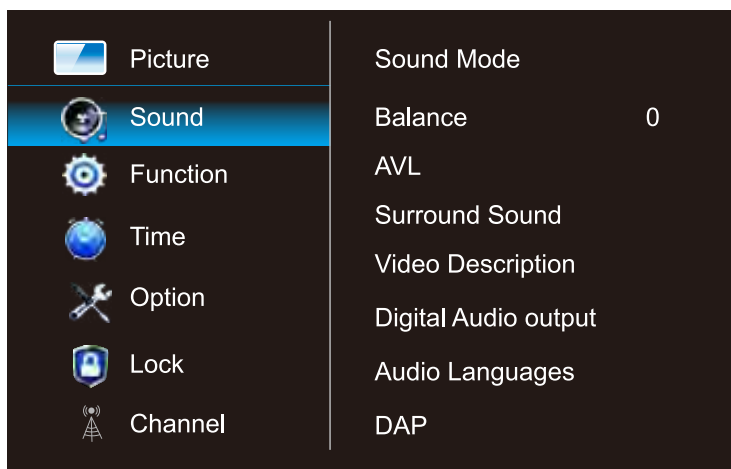 Picture
Sound
Function
Time
Option
Lock
Channel
Sound Mode
Balance 0
AVL
Surround Sound
Video Description
Digital Audio output
Audio Languages
DAP